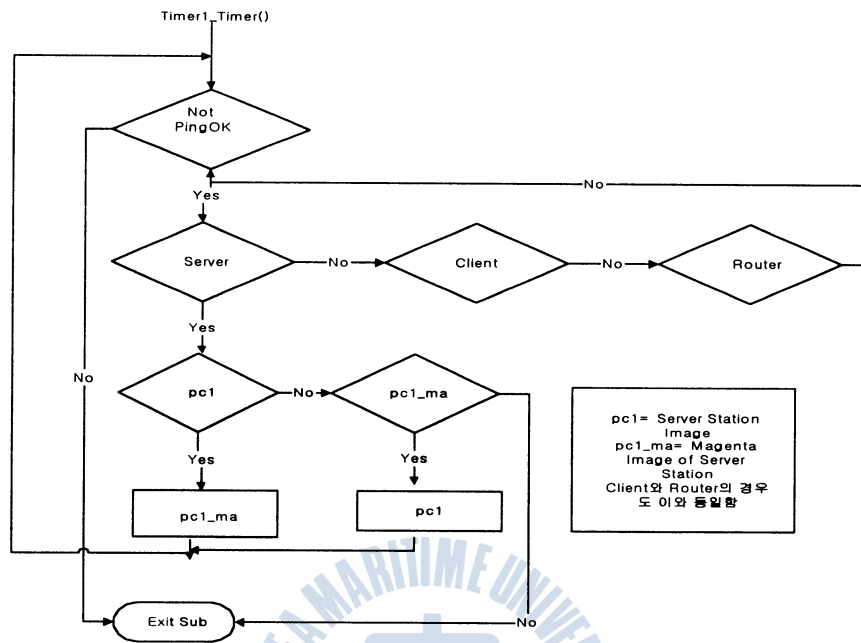 Timer1_Timer()
Not
PingOK
No
Yes
Server
No
Client
No
Router
Yes
No
pc1
No
pc1_ma
Yes
Yes
pc1_ma
pc1
pc1= Server Station
Image
pc1_ma= Magenta
Image of Server
Station
Client와 Router의 경우
도 이와 동일함
Exit Sub
No
A MARITIME UNIVER